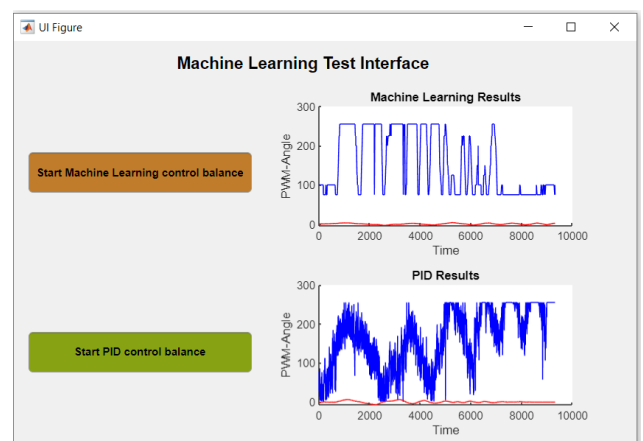 UI Figure
Machine Learning Test Interface
Machine Learning Results
300
200
100
0
PWM-Angle
0 2000 4000 6000 8000 10000
Time
Start Machine Learning control balance
PID Results
300
200
100
0
PWM-Angle
0 2000 4000 6000 8000 10000
Time
Start PID control balance